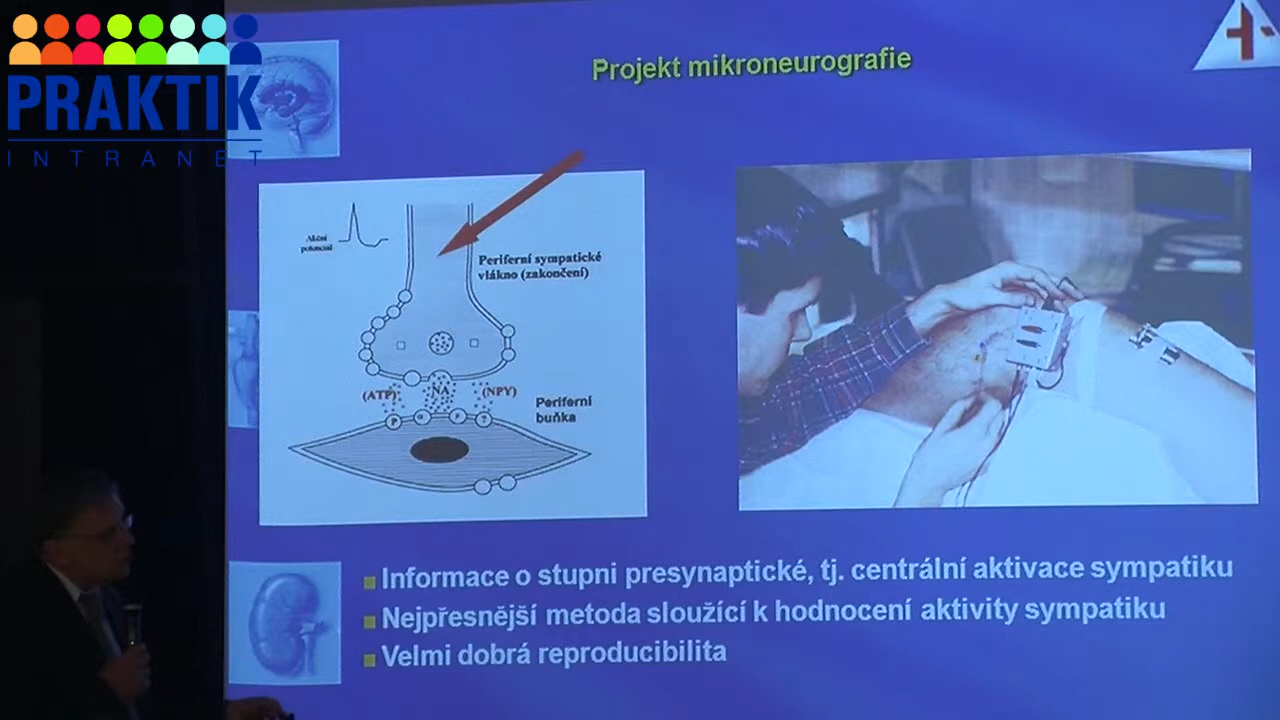 PRAKTIK
INTRANET
Projekt mikroneurografie
Akční
potenciál
Periferní sympatické
vlákno (zakončení)
(ATP)
NA
(NPY)
Periferní
buňka
P
α
?
Informace o stupni presynaptické, tj. centrální aktivace sympatiku
Nejpřesnější metoda sloužící k hodnocení aktivity sympatiku
Velmi dobrá reproducibilita